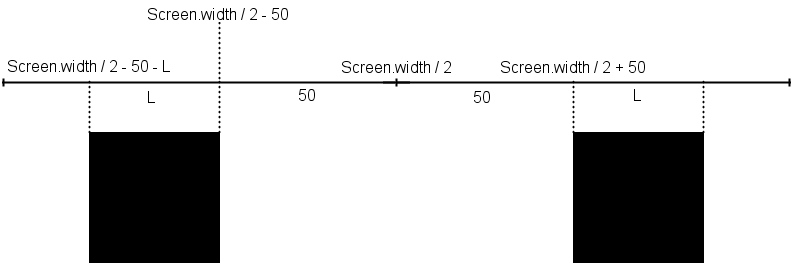 Screen.width / 2 - 50
Screen.width / 2 - 50 - L
Screen.width / 2
Screen.width / 2 + 50
L
50
50
L